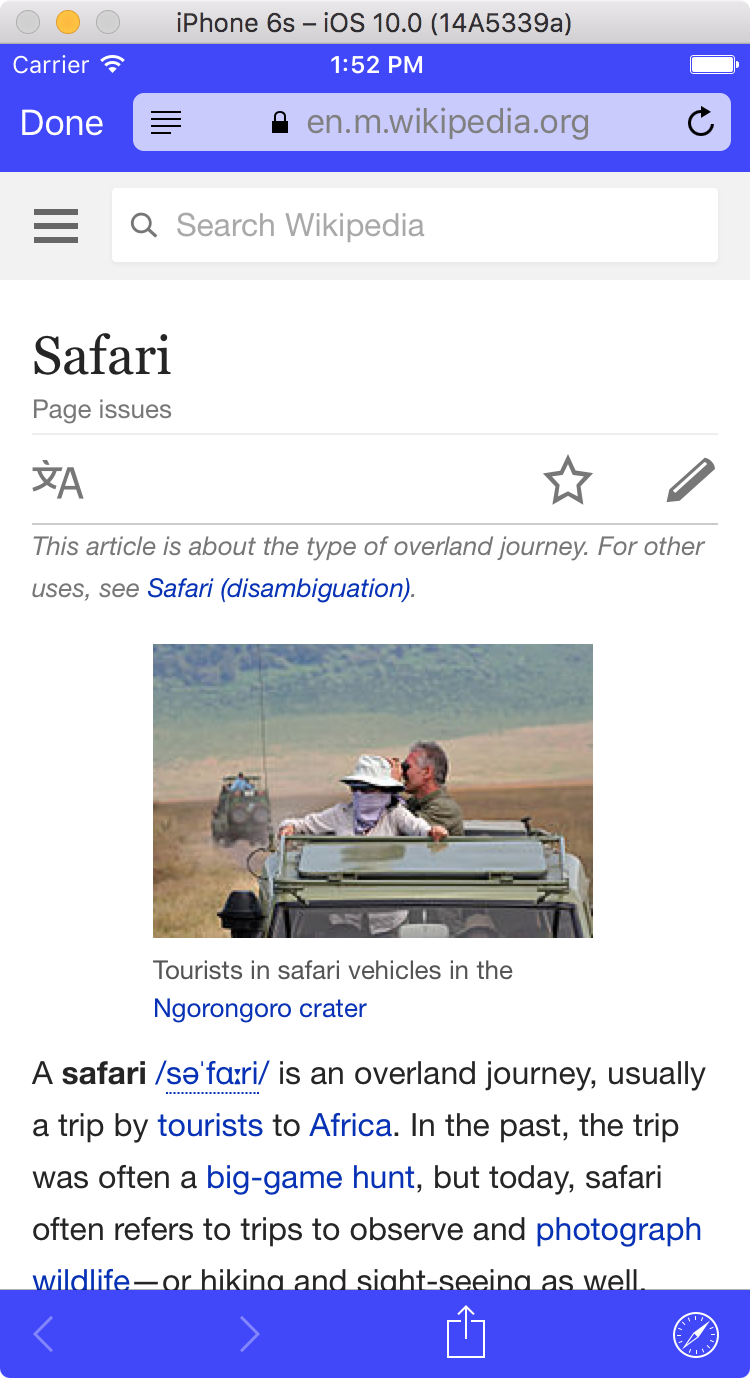 iPhone 6s – iOS 10.0 (14A5339a)
Carrier 1:52 PM
Done en.m.wikipedia.org
Search Wikipedia
Safari
Page issues
文A
This article is about the type of overland journey. For other
uses, see Safari (disambiguation).
Tourists in safari vehicles in the
Ngorongoro crater
A safari /səˈfɑːri/ is an overland journey, usually
a trip by tourists to Africa. In the past, the trip
was often a big-game hunt, but today, safari
often refers to trips to observe and photograph
wildlife—or hiking and sight-seeing as well.